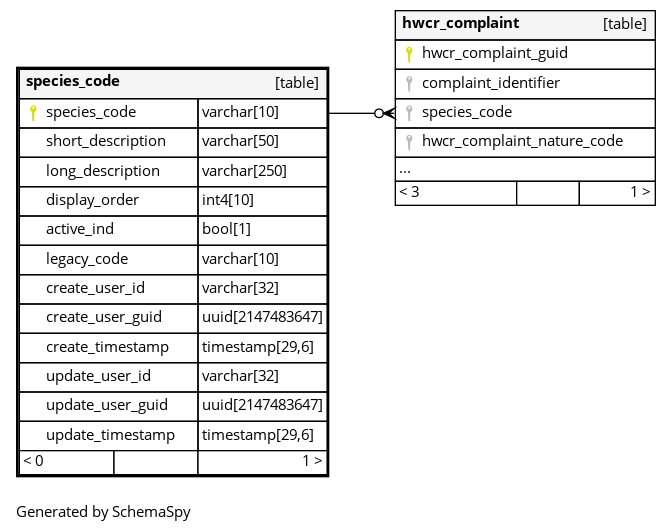 species_code [table]
species_code varchar[10]
short_description varchar[50]
long_description varchar[250]
display_order int4[10]
active_ind bool[1]
legacy_code varchar[10]
create_user_id varchar[32]
create_user_guid uuid[2147483647]
create_timestamp timestamp[29,6]
update_user_id varchar[32]
update_user_guid uuid[2147483647]
update_timestamp timestamp[29,6]
< 0 1 >
hwcr_complaint [table]
hwcr_complaint_guid
complaint_identifier
species_code
hwcr_complaint_nature_code
...
< 3 1 >
Generated by SchemaSpy